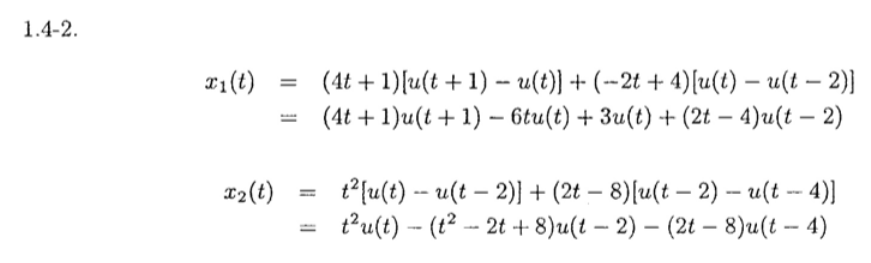 1.4-2.
x₁(t) = (4t + 1)[u(t + 1) − u(t)] + (−2t + 4)[u(t) − u(t − 2)]
= (4t + 1)u(t + 1) − 6tu(t) + 3u(t) + (2t − 4)u(t − 2)
x₂(t) = t²[u(t) − u(t − 2)] + (2t − 8)[u(t − 2) − u(t − 4)]
= t²u(t) − (t² − 2t + 8)u(t − 2) − (2t − 8)u(t − 4)